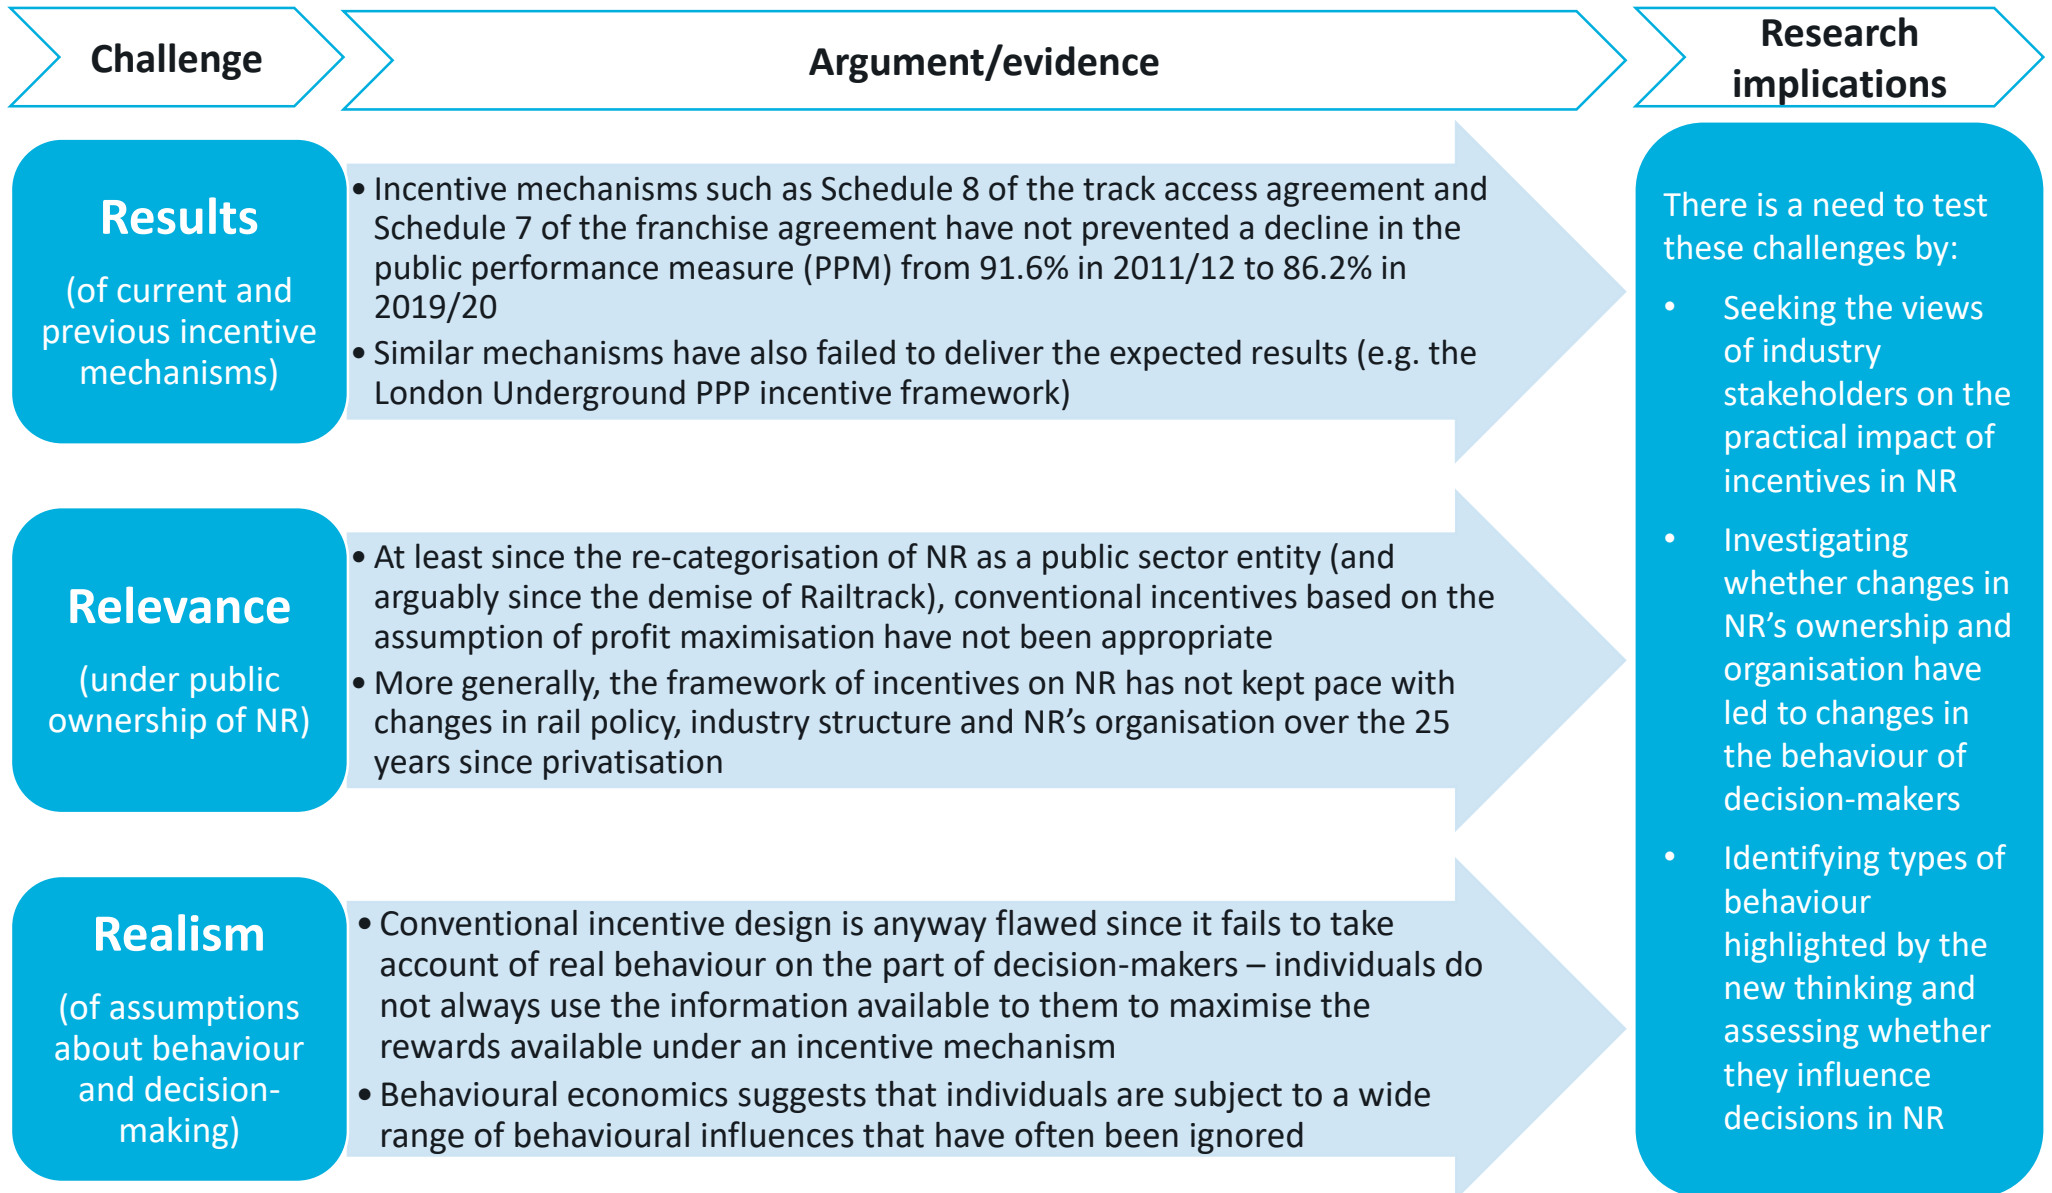 Challenge
Argument/evidence
Research
implications
Results
(of current and
previous incentive
mechanisms)
• Incentive mechanisms such as Schedule 8 of the track access agreement and
Schedule 7 of the franchise agreement have not prevented a decline in the
public performance measure (PPM) from 91.6% in 2011/12 to 86.2% in
2019/20
• Similar mechanisms have also failed to deliver the expected results (e.g. the
London Underground PPP incentive framework)
Relevance
(under public
ownership of NR)
• At least since the re-categorisation of NR as a public sector entity (and
arguably since the demise of Railtrack), conventional incentives based on the
assumption of profit maximisation have not been appropriate
• More generally, the framework of incentives on NR has not kept pace with
changes in rail policy, industry structure and NR's organisation over the 25
years since privatisation
Realism
(of assumptions
about behaviour
and decision-
making)
• Conventional incentive design is anyway flawed since it fails to take
account of real behaviour on the part of decision-makers – individuals do
not always use the information available to them to maximise the
rewards available under an incentive mechanism
• Behavioural economics suggests that individuals are subject to a wide
range of behavioural influences that have often been ignored
There is a need to test
these challenges by:
• Seeking the views
of industry
stakeholders on the
practical impact of
incentives in NR
• Investigating
whether changes in
NR's ownership and
organisation have
led to changes in
the behaviour of
decision-makers
• Identifying types of
behaviour
highlighted by the
new thinking and
assessing whether
they influence
decisions in NR